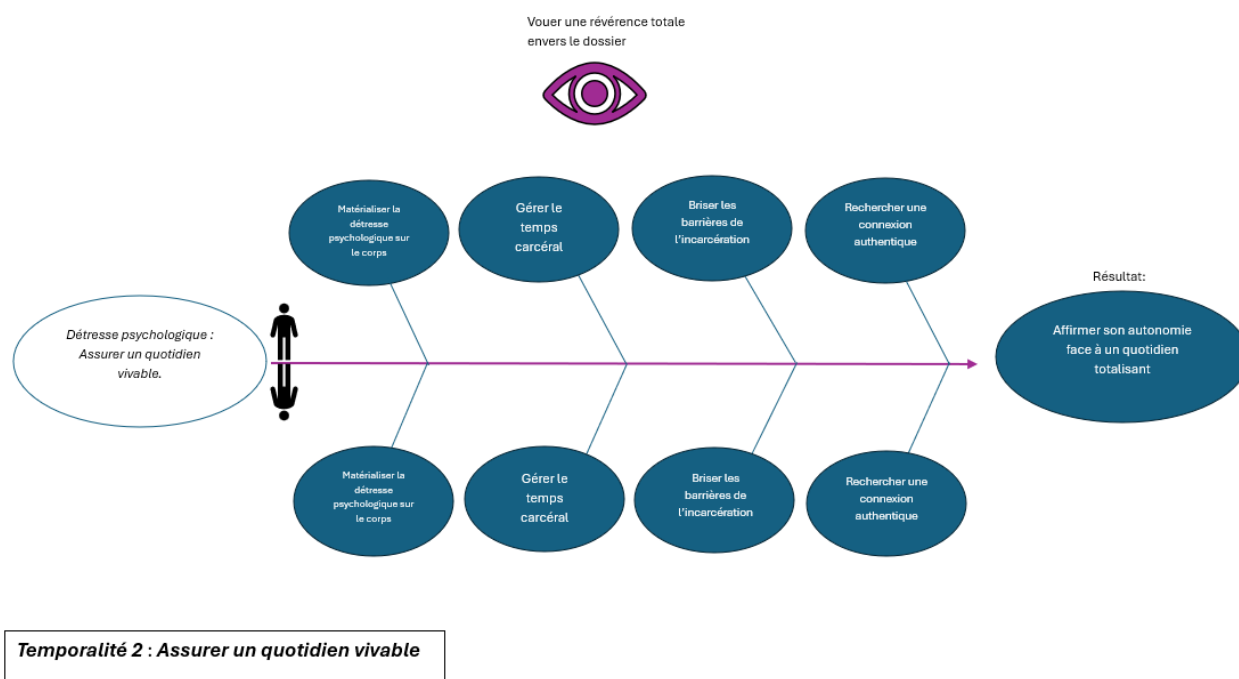 Vouer une révérence totale
envers le dossier
Matérialiser la
détresse
psychologique sur
le corps
Gérer le
temps
carcéral
Briser les
barrières de
l'incarcération
Rechercher une
connexion
authentique
Détresse psychologique :
Assurer un quotidien
vivable.
Résultat:
Affirmer son autonomie
face à un quotidien
totalisant
Matérialiser la
détresse
psychologique sur
le corps
Gérer le
temps
carcéral
Briser les
barrières de
l'incarcération
Rechercher une
connexion
authentique
Temporalité 2 : Assurer un quotidien vivable